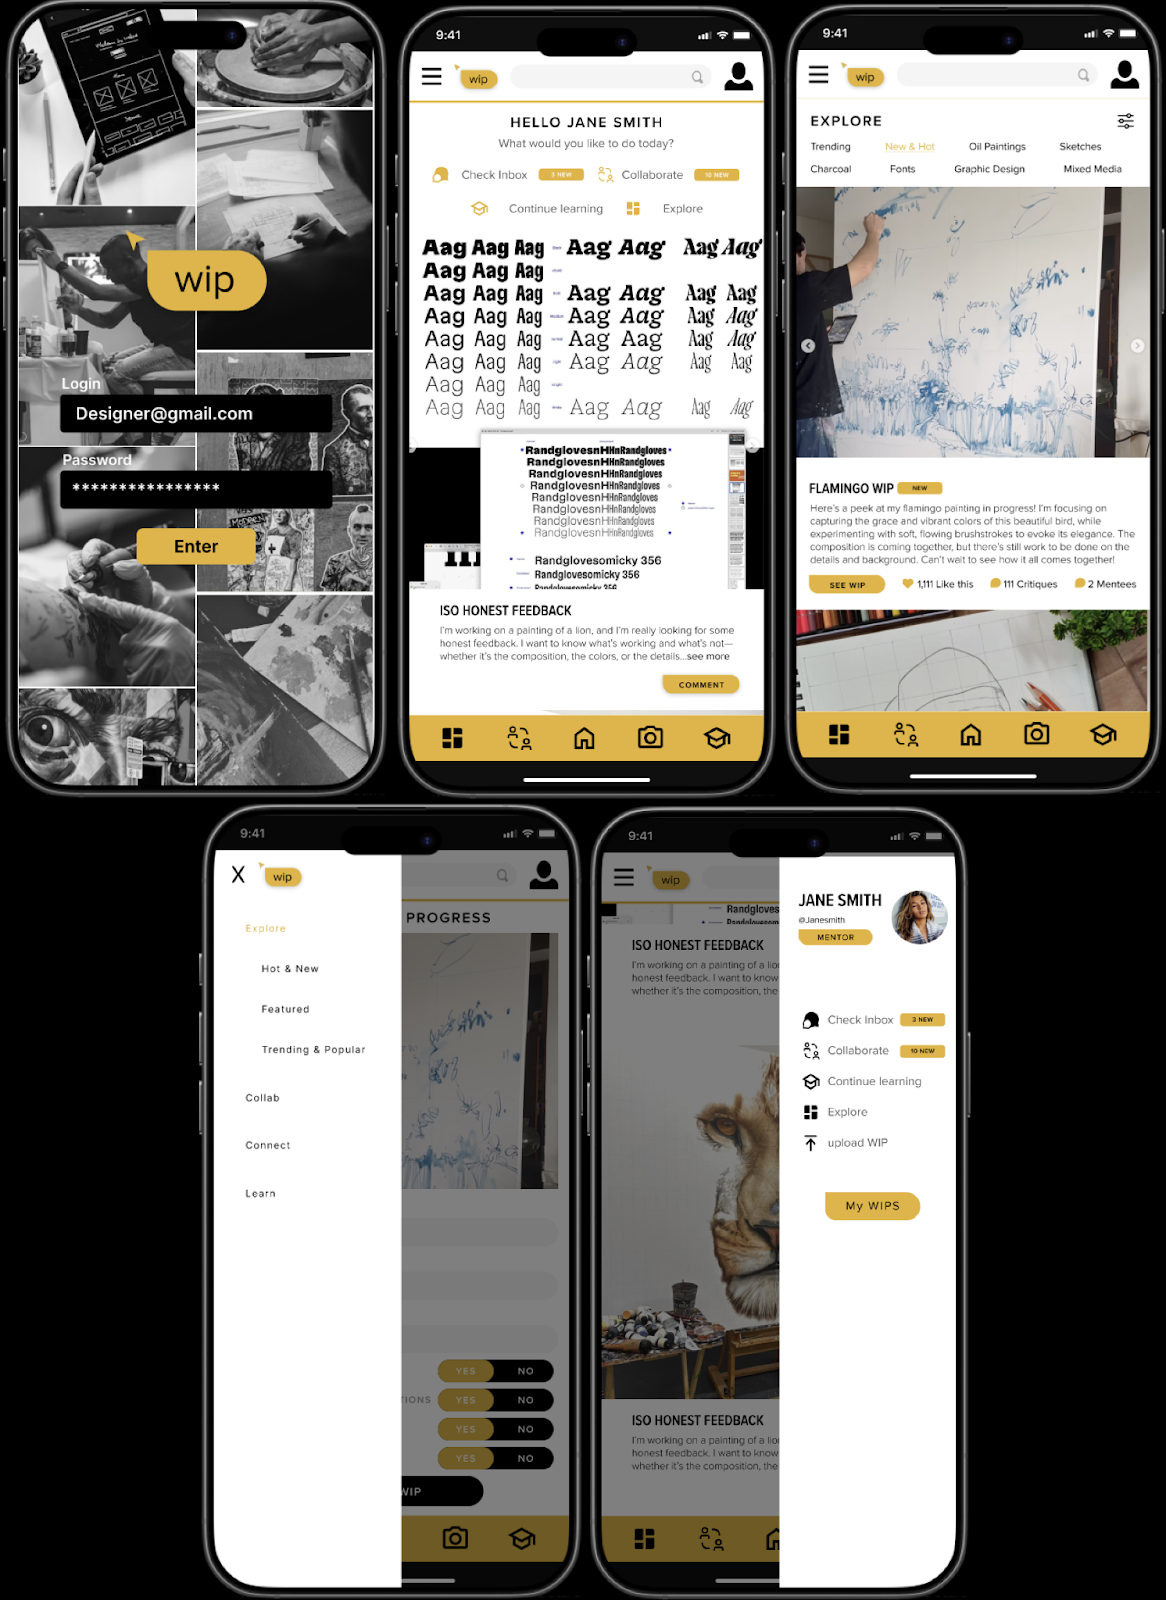 wip
Login
Designer@gmail.com
Password
****************
Enter
9:41
wip
HELLO JANE SMITH
What would you like to do today?
Check Inbox 3 NEW Collaborate 10 NEW
Continue learning Explore
Aag Aag Aag Aag Aag Aag Aag
Aag Aag Aag
Aag Aag Aag Aag Aag Aag Aag
Aag Aag Aag Aag Aag Aag Aag
Aag Aag Aag Aag Aag Aag Aag
Aag Aag Aag Aag Aag Aag Aag
Aag Aag Aag
Aag Aag Aag Aag Aag Aag Aag
RandglovesnHHnRandgloves
RandglovesnHHnRandgloves
RandglovesnHHnRandgloves
RandglovesnHHnRandgloves
RandglovesnHHnRandgloves
RandglovesnHHnRandgloves
RandglovesnHHnRandgloves
RandglovesnHHnRandgloves
Randglovesomicky 356
Randglovesomicky 356
Randglovesomicky 356
ISO HONEST FEEDBACK
I'm working on a painting of a lion, and I'm really looking for some
honest feedback. I want to know what's working and what's not—
whether it's the composition, the colors, or the details...see more
COMMENT
9:41
wip
EXPLORE
Trending New & Hot Oil Paintings Sketches
Charcoal Fonts Graphic Design Mixed Media
FLAMINGO WIP NEW
Here's a peek at my flamingo painting in progress! I'm focusing on
capturing the grace and vibrant colors of this beautiful bird, while
experimenting with soft, flowing brushstrokes to evoke its elegance. The
composition is coming together, but there's still work to be done on the
details and background. Can't wait to see how it all comes together!
SEE WIP 1,111 Like this 111 Critiques 2 Mentees
9:41
X wip
PROGRESS
Explore
Hot & New
Featured
Trending & Popular
Collab
Connect
Learn
YES NO
TIONS YES NO
YES NO
YES NO
WIP
9:41
wip
Randgloves
Randglovesom
ISO HONEST FEEDBACK
I'm working on a painting of a lio
honest feedback. I want to know
whether it's the composition, the
JANE SMITH
@Janesmith
MENTOR
Check Inbox 3 NEW
Collaborate 10 NEW
Continue learning
Explore
upload WIP
My WIPS
ISO HONEST FEEDBACK
I'm working on a painting of a lio
honest feedback. I want to know
whether it's the composition, the